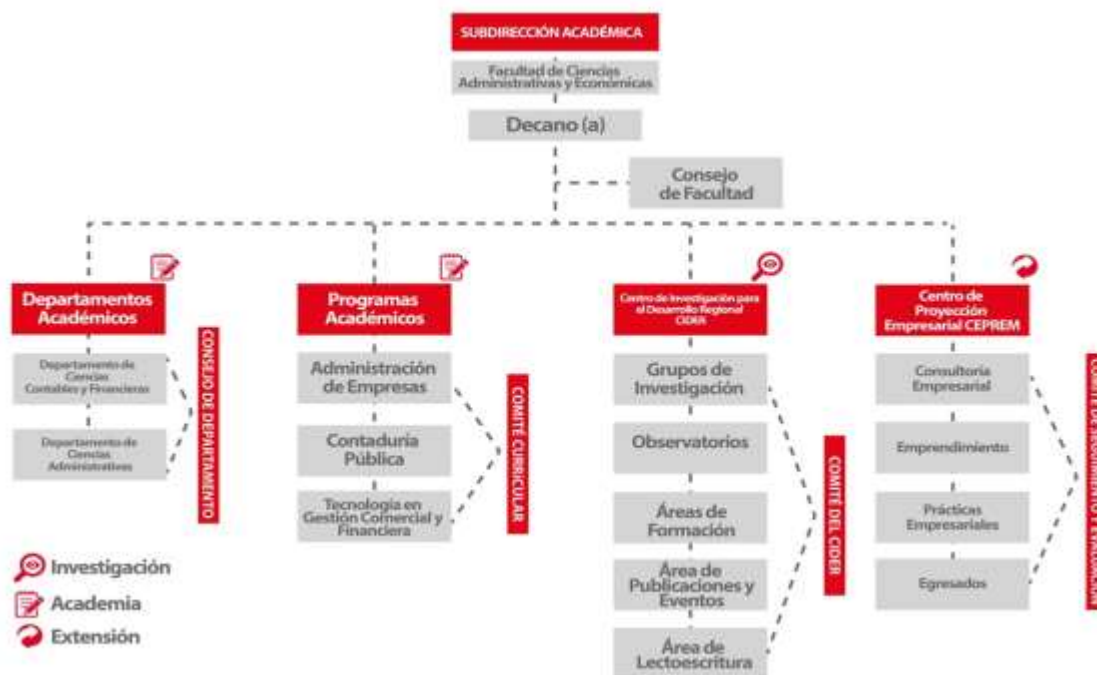 SUBDIRECCIÓN ACADÉMICA
Facultad de Ciencias
Administrativas y Económicas
Decano (a)
Consejo
de Facultad
Departamentos
Académicos
Departamento de
Ciencias
Contables y Financieras
Departamento de
Ciencias
Administrativas
CONSEJO DE DEPARTAMENTO
Programas
Académicos
Administración
de Empresas
Contaduría
Pública
Tecnología en
Gestión Comercial y
Financiera
COMITÉ CURRICULAR
Centro de Investigación para
el Desarrollo Regional
CIDER
Grupos de
Investigación
Observatorios
Áreas de
Formación
Área de
Publicaciones y
Eventos
Área de
Lectoescritura
COMITÉ DEL CIDER
Centro de
Proyección
Empresarial CEPREM
Consultoría
Empresarial
Emprendimiento
Prácticas
Empresariales
Egresados
COMITÉ DE SEGUIMIENTO Y EVALUCIÓN
Investigación
Academia
Extensión